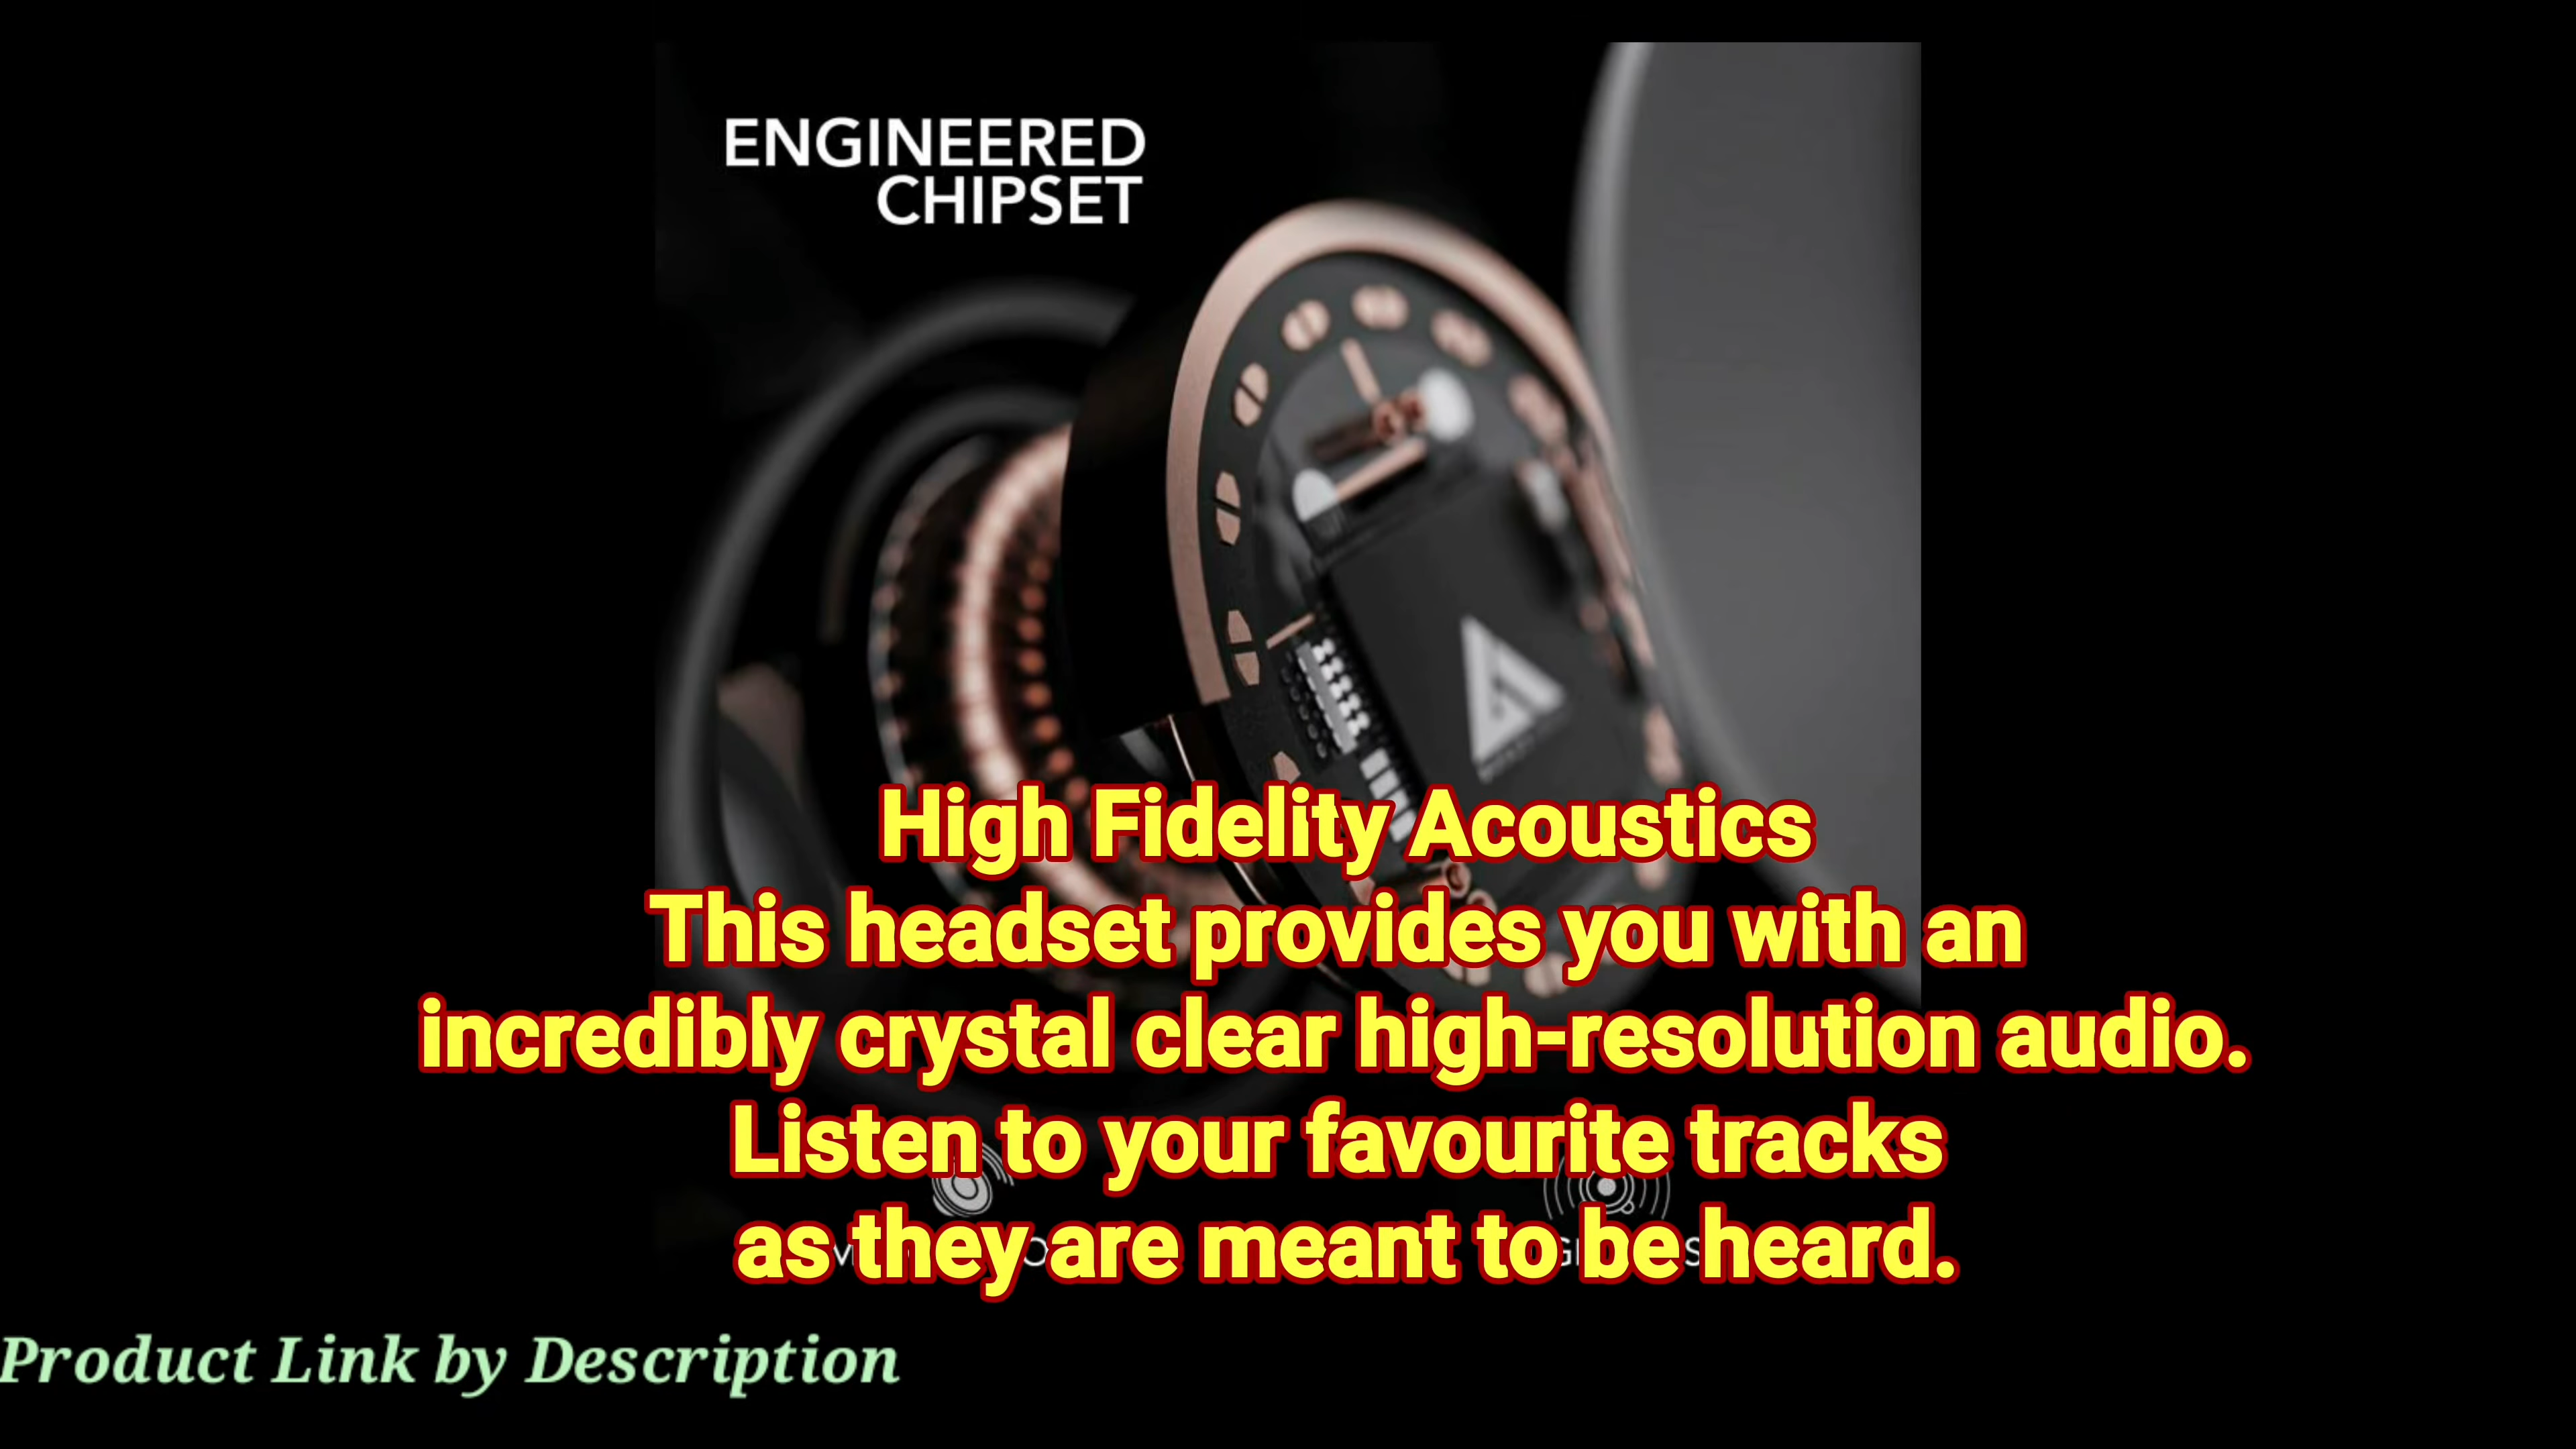 ENGINEERED
CHIPSET
High Fidelity Acoustics
This headset provides you with an
incredibly crystal clear high-resolution audio.
Listen to your favourite tracks
as they are meant to be heard.
Product Link by Description